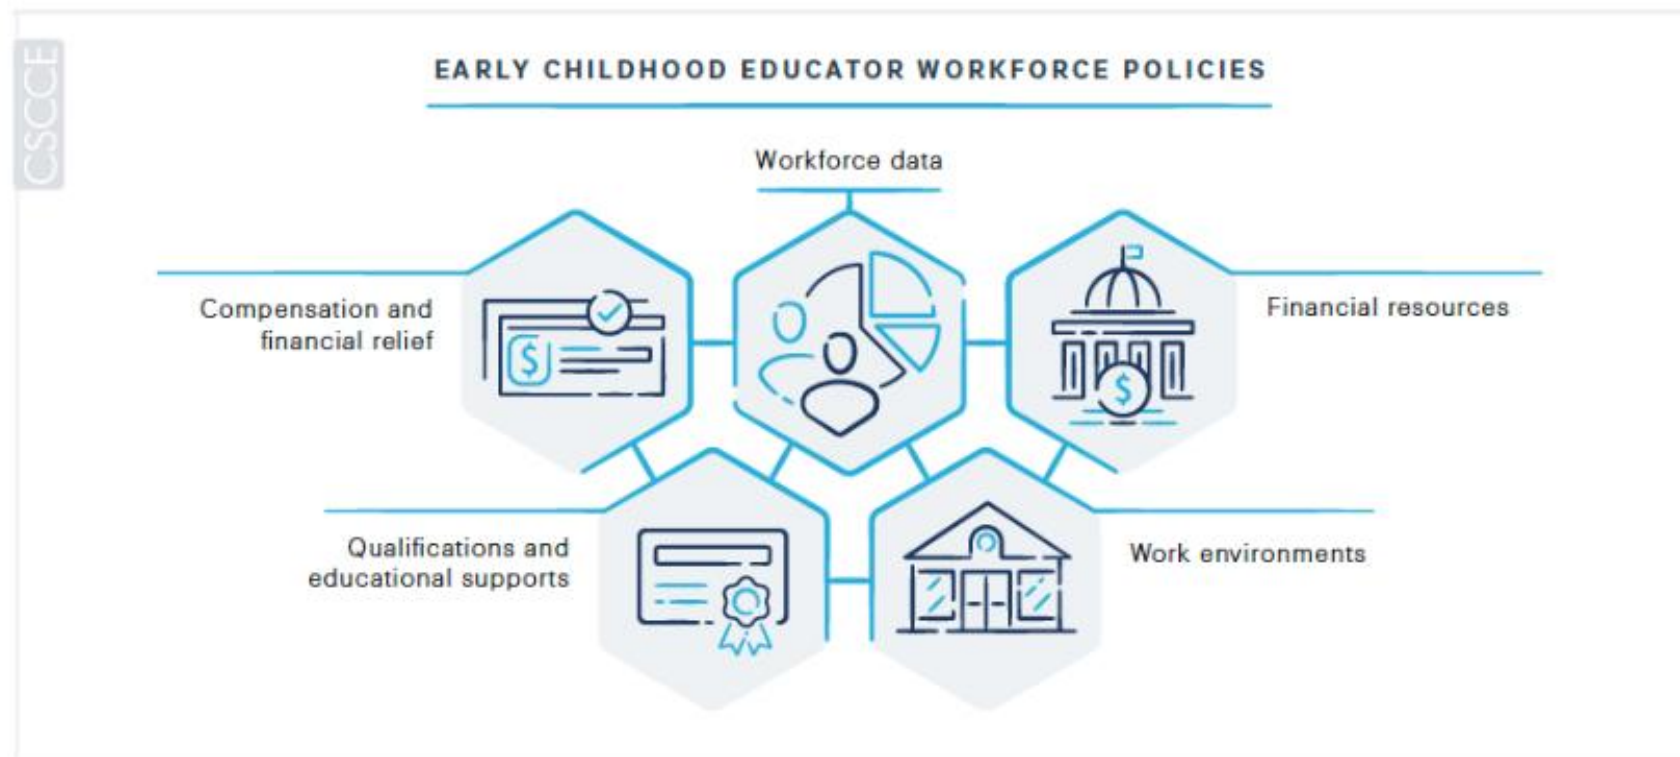 CSCCE
EARLY CHILDHOOD EDUCATOR WORKFORCE POLICIES
Workforce data
Compensation and
financial relief
$
Financial resources
$
Qualifications and
educational supports
Work environments